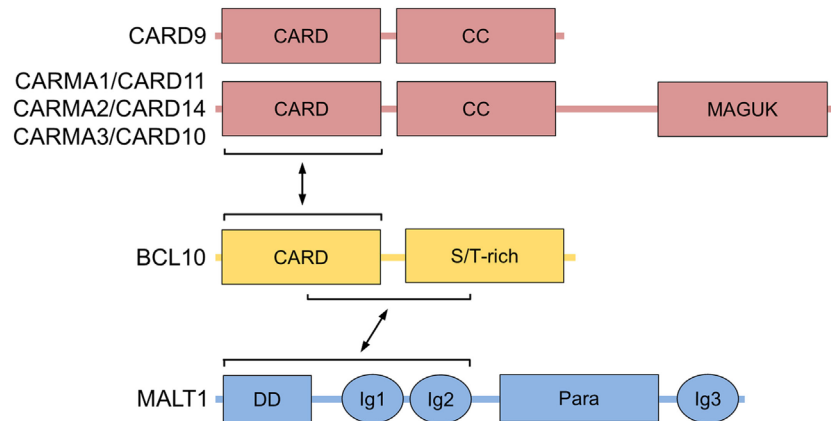 CARD9 CARD CC
CARMA1/CARD11
CARMA2/CARD14 CARD CC MAGUK
CARMA3/CARD10
BCL10 CARD S/T-rich
MALT1 DD Ig1 Ig2 Para Ig3